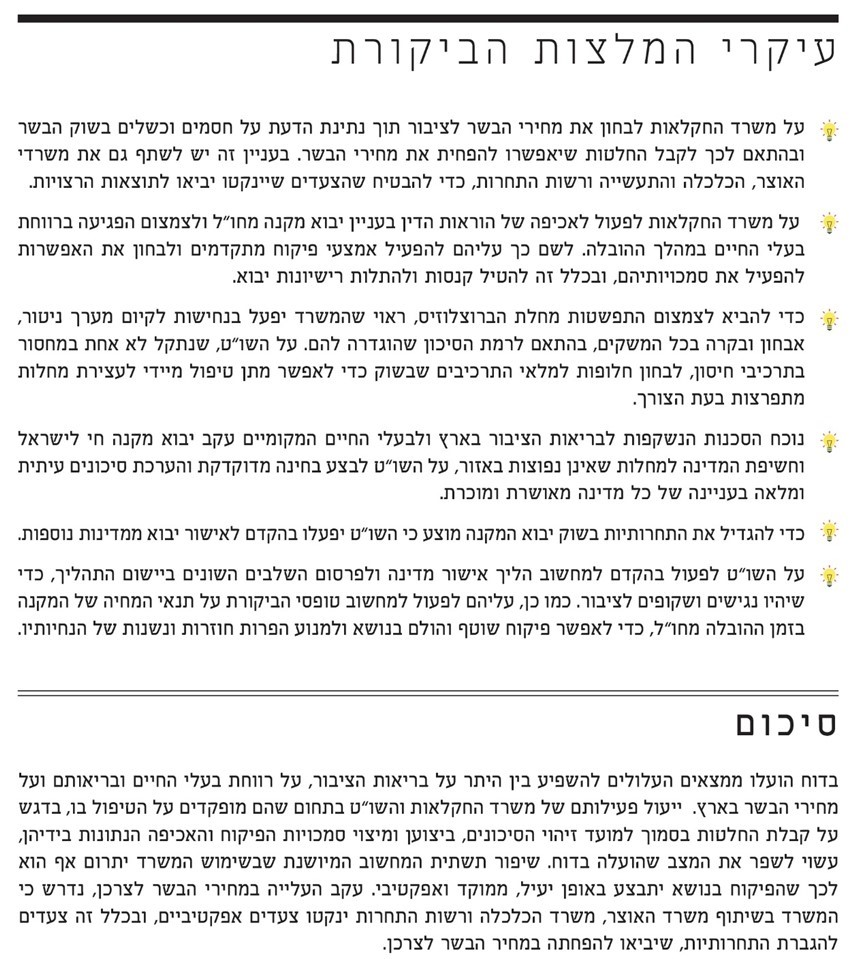 עיקרי המלצות הביקורת
על משרד החקלאות לבחון את מחירי הבשר לציבור תוך נתינת הדעת על חסמים וכשלים בשוק הבשר
ובהתאם לכך לקבל החלטות שיאפשרו להפחית את מחירי הבשר. בעניין זה יש לשתף גם את משרדי
האוצר, הכלכלה והתעשייה ורשות התחרות, כדי להבטיח שהצעדים שיינקטו יביאו לתוצאות הרצויות.
על משרד החקלאות לפעול לאכיפה של הוראות הדין בעניין יבוא מקנה מחו"ל ולצמצום הפגיעה ברווחת
בעלי החיים במהלך ההובלה. לשם כך עליהם להפעיל אמצעי פיקוח מתקדמים ולבחון את האפשרות
להפעיל את סמכויותיהם, ובכלל זה להטיל קנסות ולהתלות רישיונות יבוא.
כדי להביא לצמצום התפשטות מחלת הברוצלוזיס, ראוי שהמשרד יפעל בנחישות לקיום מערך ניטור,
אבחון ובקרה בכל המשקים, בהתאם לרמת הסיכון שהוגדרה להם. על השו"ט, שנתקל לא אחת במחסור
בתרכיבי חיסון, לבחון חלופות למלאי התרכיבים שבשוק כדי לאפשר מתן טיפול מיידי לעצירת מחלות
מתפרצות בעת הצורך.
נוכח הסכנות הנשקפות לבריאות הציבור בארץ ולבעלי החיים המקומיים עקב יבוא מקנה חי לישראל
וחשיפת המדינה למחלות שאינן נפוצות באזור, על השו"ט לבצע בחינה מדוקדקת והערכת סיכונים עיתית
ומלאה בעניינה של כל מדינה מאושרת ומוכרת.
כדי להגדיל את התחרותיות בשוק יבוא המקנה מוצע כי השו"ט יפעלו בהקדם לאישור יבוא ממדינות נוספות.
על השו"ט לפעול בהקדם למחשוב הליך אישור מדינה ולפרסום השלבים השונים ביישום התהליך, כדי
שיהיו נגישים ושקופים לציבור. כמו כן, עליהם לפעול למחשוב טופסי הביקורת על תנאי המחיה של המקנה
בזמן ההובלה מחו"ל, כדי לאפשר פיקוח שוטף והולם בנושא ולמנוע הפרות חוזרות ונשנות של הנחיותיו.
סיכום
בדוח הועלו ממצאים העלולים להשפיע בין היתר על בריאות הציבור, על רווחת בעלי החיים ובריאותם ועל
מחירי הבשר בארץ. ייעול פעילותם של משרד החקלאות והשו"ט בתחום שהם מופקדים על הטיפול בו, בדגש
על קבלת החלטות בסמוך למועד זיהוי הסיכונים, ביצוען ומיצוי סמכויות הפיקוח והאכיפה הנתונות בידיהן,
עשוי לשפר את המצב שהועלה בדוח. שיפור תשתית המחשוב המיושנת שבשימוש המשרד יתרום אף הוא
לכך שהפיקוח בנושא יתבצע באופן יעיל, ממוקד ואפקטיבי. עקב העלייה במחירי הבשר לצרכן, נדרש כי
המשרד בשיתוף משרד האוצר, משרד הכלכלה ורשות התחרות ינקטו צעדים אפקטיביים, ובכלל זה צעדים
להגברת התחרותיות, שיביאו להפחתה במחיר הבשר לצרכן.